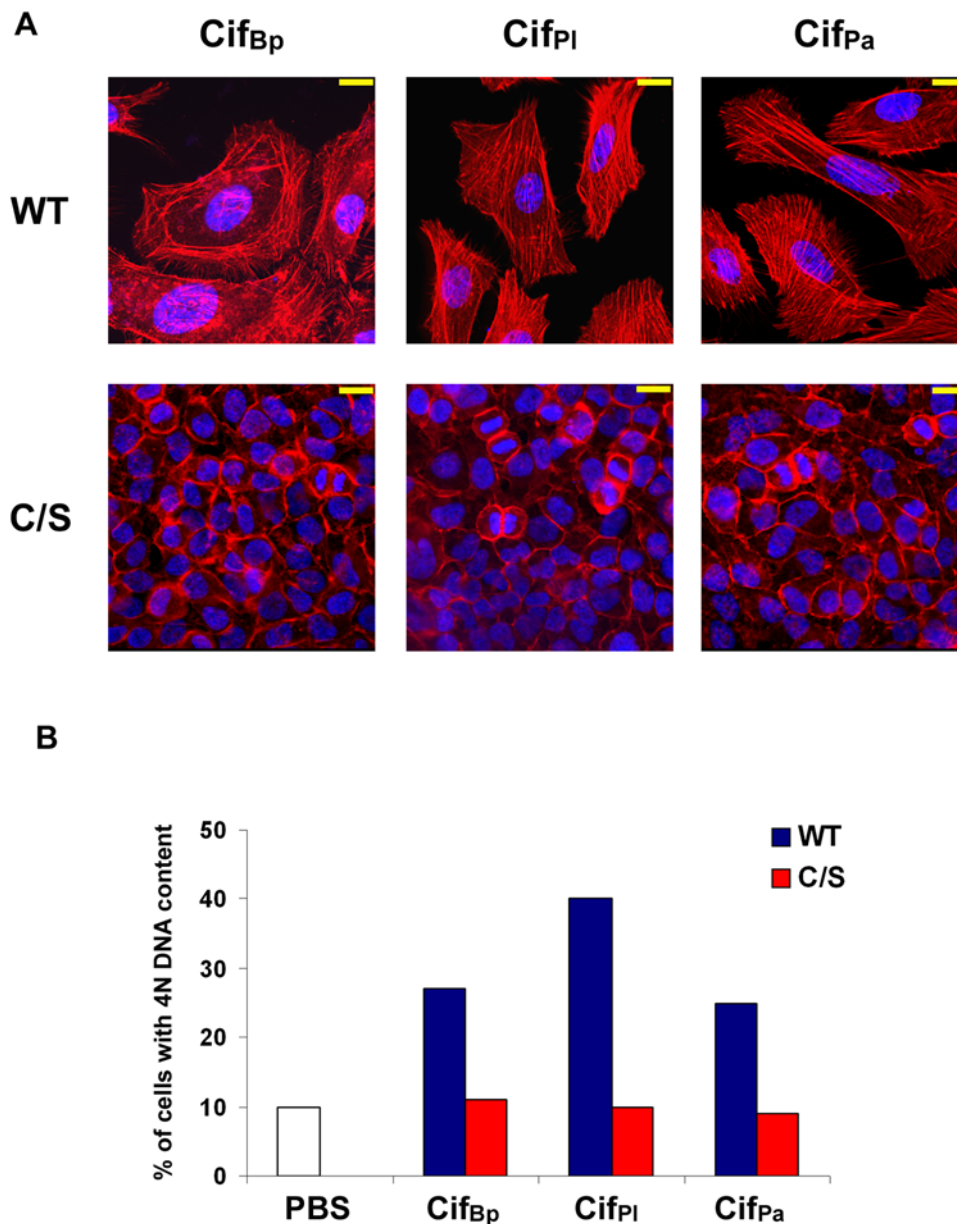 A
CifBp CifPl CifPa
WT
C/S
B
% of cells with 4N DNA content
50
40
30
20
10
0
WT
C/S
PBS CifBp CifPl CifPa